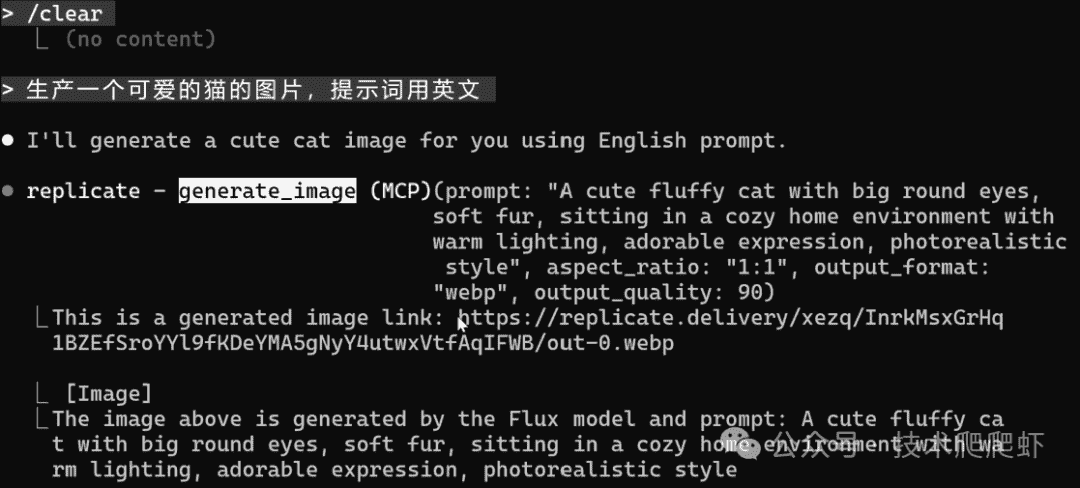 > /clear
⎿ (no content)
> 生产一个可爱的猫的图片，提示词用英文
● I'll generate a cute cat image for you using English prompt.
● replicate - generate_image (MCP)(prompt: "A cute fluffy cat with big round eyes,
soft fur, sitting in a cozy home environment with
warm lighting, adorable expression, photorealistic
style", aspect_ratio: "1:1", output_format:
"webp", output_quality: 90)
⎿ This is a generated image link: https://replicate.delivery/xezq/InrkMsxGrHq
1BZEfSroYYl9fKDeYMA5gNyY4utwxVtfAqIFWB/out-0.webp
⎿ [Image]
⎿ The image above is generated by the Flux model and prompt: A cute fluffy ca
t with big round eyes, soft fur, sitting in a cozy home environment with wa
rm lighting, adorable expression, photorealistic style
公众号 技术爬爬虾